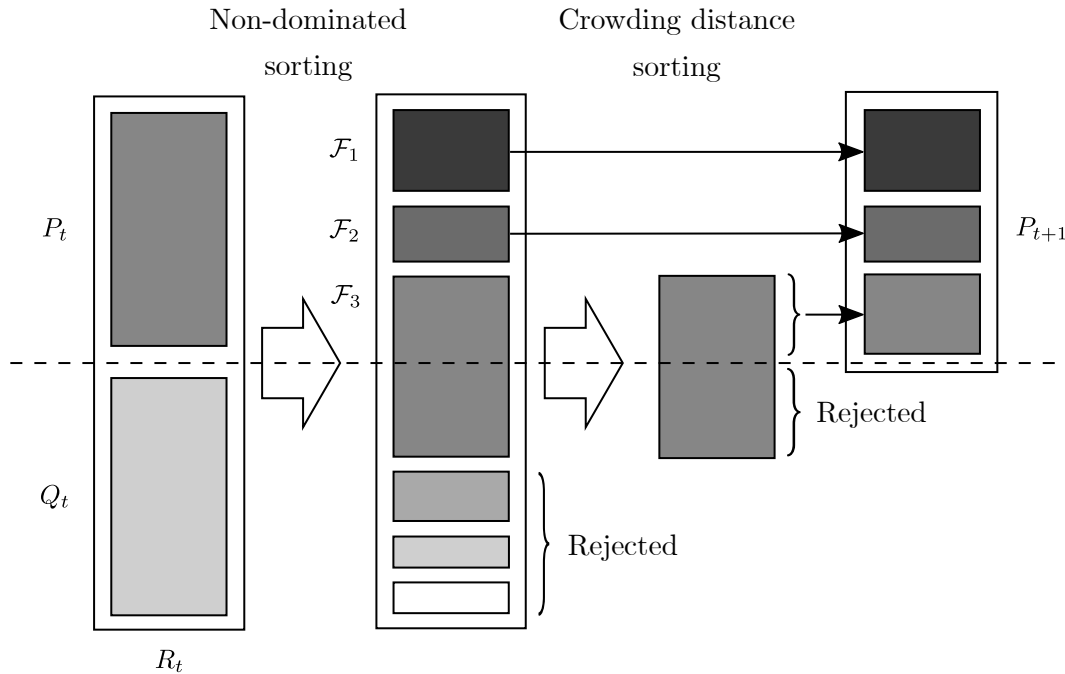 Non-dominated
sorting
Crowding distance
sorting
P_t
Q_t
R_t
ℱ_1
ℱ_2
ℱ_3
Rejected
Rejected
P_{t+1}